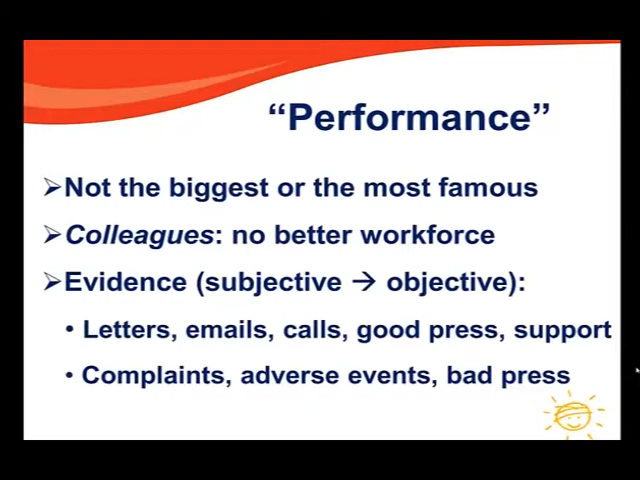 “Performance”
➢Not the biggest or the most famous
➢Colleagues: no better workforce
➢Evidence (subjective → objective):
• Letters, emails, calls, good press, support
• Complaints, adverse events, bad press